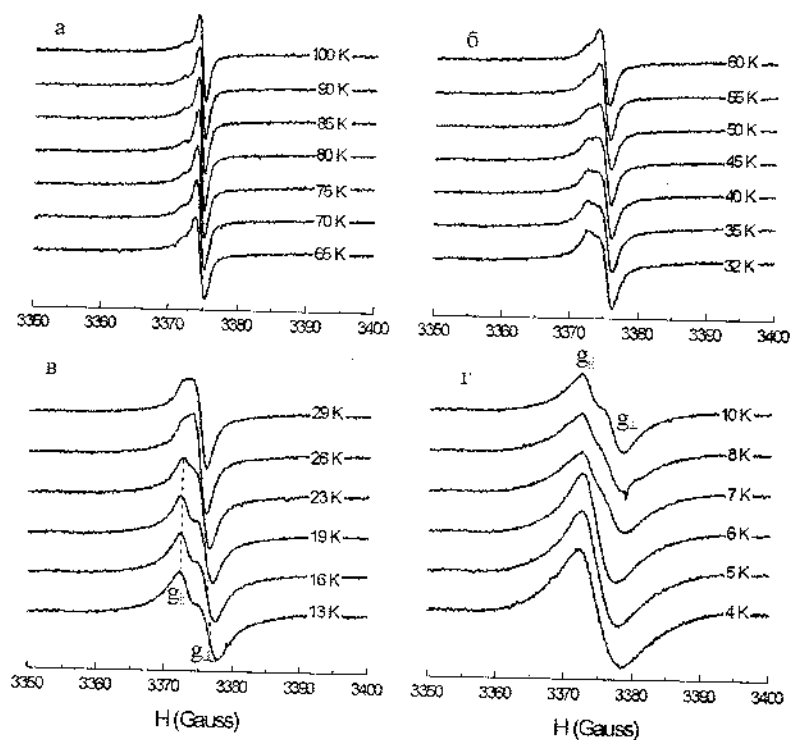 а
100 K
90 K
85 K
80 K
75 K
70 K
65 K
3350 3360 3370 3380 3390 3400
б
60 K
55 K
50 K
45 K
40 K
35 K
32 K
3350 3360 3370 3380 3390 3400
в
29 K
26 K
23 K
19 K
16 K
13 K
g
g
3350 3360 3370 3380 3390 3400
H (Gauss)
г
g
g
10 K
8 K
7 K
6 K
5 K
4 K
3350 3360 3370 3380 3390 3400
H (Gauss)